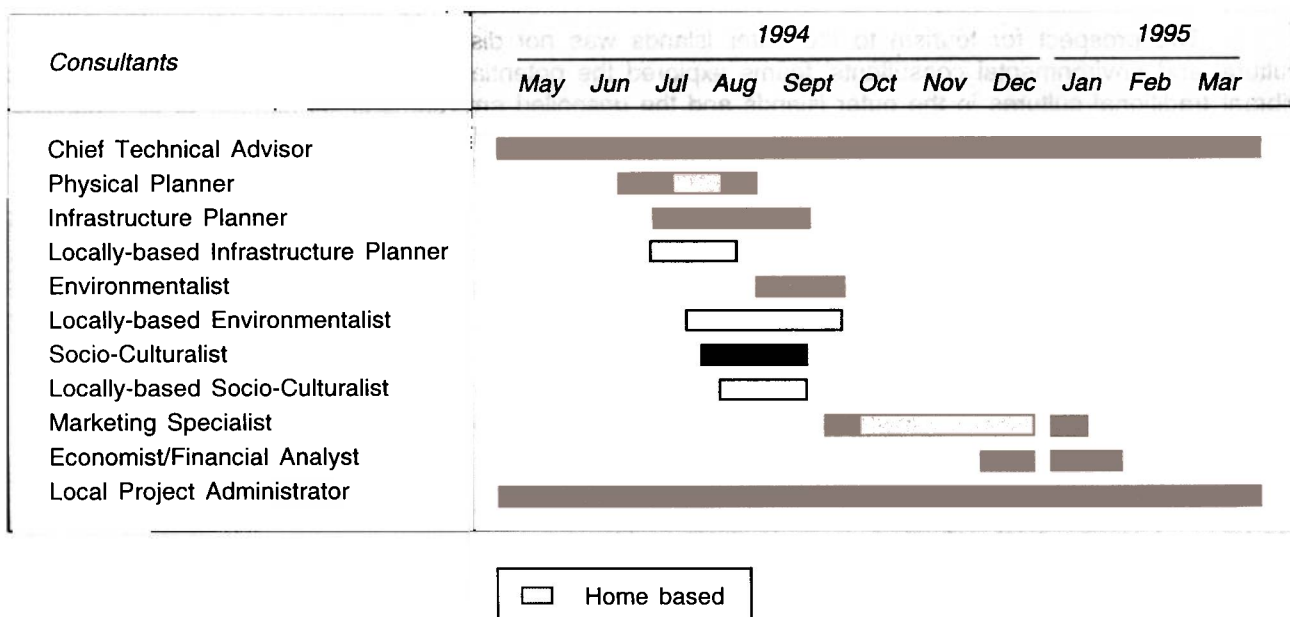 1994 1995
Consultants
May Jun Jul Aug Sept Oct Nov Dec Jan Feb Mar
Chief Technical Advisor
Physical Planner
Infrastructure Planner
Locally-based Infrastructure Planner
Environmentalist
Locally-based Environmentalist
Socio-Culturalist
Locally-based Socio-Culturalist
Marketing Specialist
Economist/Financial Analyst
Local Project Administrator
Home based